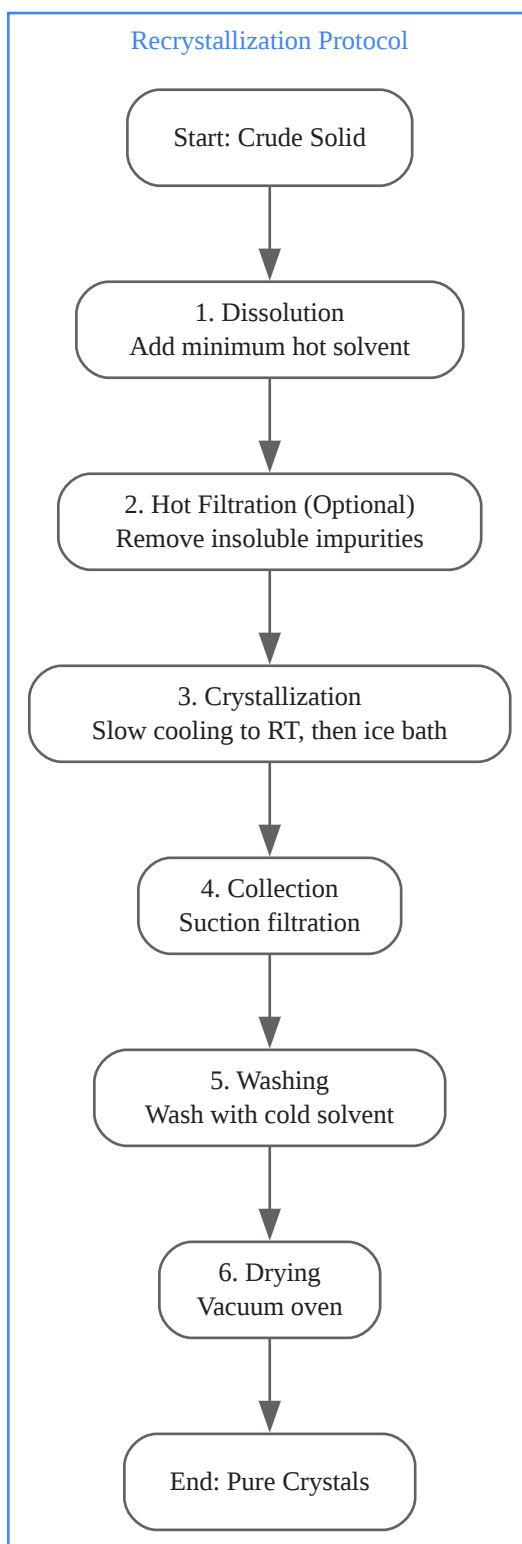 Recrystallization Protocol
Start: Crude Solid
1. Dissolution
Add minimum hot solvent
2. Hot Filtration (Optional)
Remove insoluble impurities
3. Crystallization
Slow cooling to RT, then ice bath
4. Collection
Suction filtration
5. Washing
Wash with cold solvent
6. Drying
Vacuum oven
End: Pure Crystals